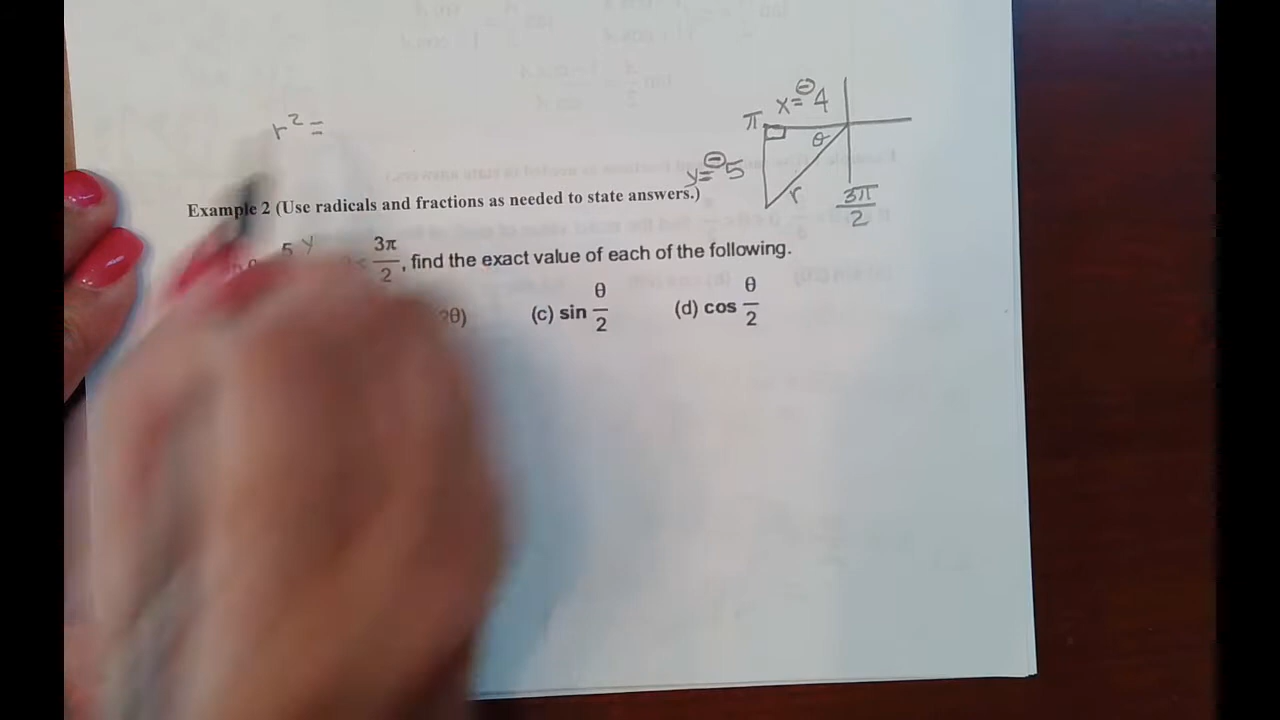 x= ⊖4
π
θ
r² =
y= ⊖5
r
3π/2
Example 2 (Use radicals and fractions as needed to state answers.)
5 y < 3π/2, find the exact value of each of the following.
θ) (c) sin θ/2 (d) cos θ/2